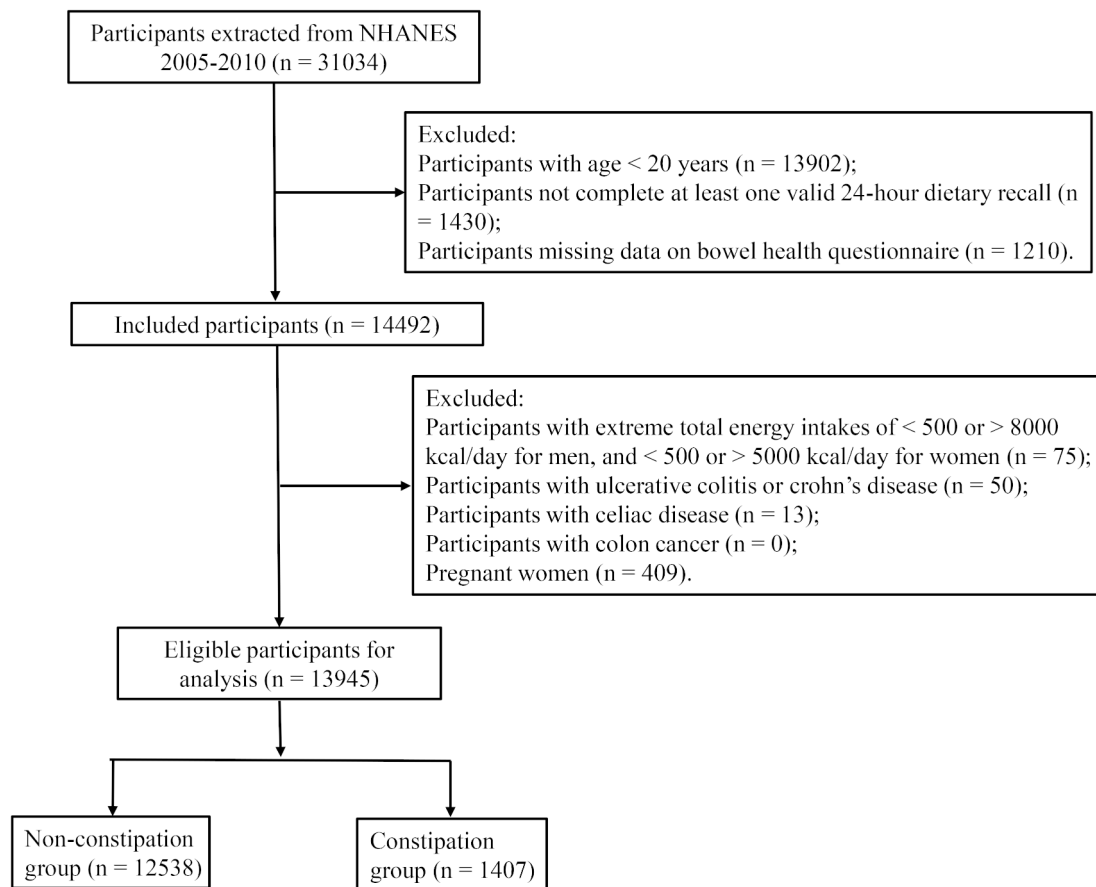 Participants extracted from NHANES
2005-2010 (n = 31034)
Excluded:
Participants with age < 20 years (n = 13902);
Participants not complete at least one valid 24-hour dietary recall (n
= 1430);
Participants missing data on bowel health questionnaire (n = 1210).
Included participants (n = 14492)
Excluded:
Participants with extreme total energy intakes of < 500 or > 8000
kcal/day for men, and < 500 or > 5000 kcal/day for women (n = 75);
Participants with ulcerative colitis or crohn’s disease (n = 50);
Participants with celiac disease (n = 13);
Participants with colon cancer (n = 0);
Pregnant women (n = 409).
Eligible participants for
analysis (n = 13945)
Non-constipation
group (n = 12538)
Constipation
group (n = 1407)